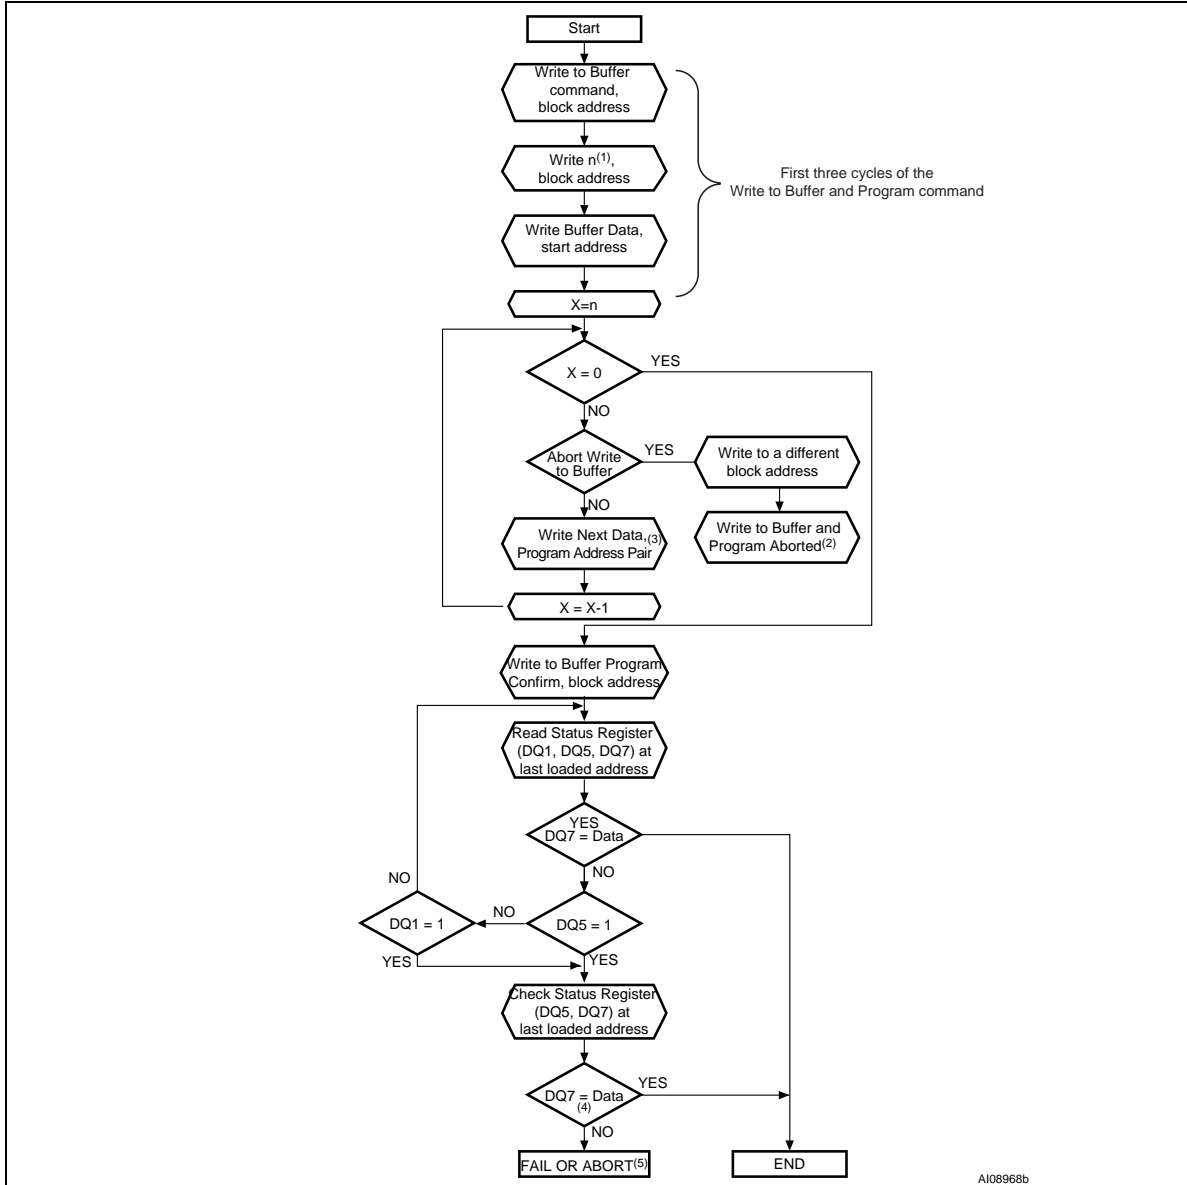 Start
Write to Buffer
command,
block address
Write n(1),
block address
First three cycles of the
Write to Buffer and Program command
Write Buffer Data,
start address
X=n
X = 0
YES
NO
Abort Write
to Buffer
YES
Write to a different
block address
NO
Write Next Data,(3)
Program Address Pair
Write to Buffer and
Program Aborted(2)
X = X-1
Write to Buffer Program
Confirm, block address
Read Status Register
(DQ1, DQ5, DQ7) at
last loaded address
YES
DQ7 = Data
NO
NO
DQ1 = 1
NO
DQ5 = 1
YES
YES
Check Status Register
(DQ5, DQ7) at
last loaded address
DQ7 = Data
(4)
YES
NO
FAIL OR ABORT(5)
END
AI08968b